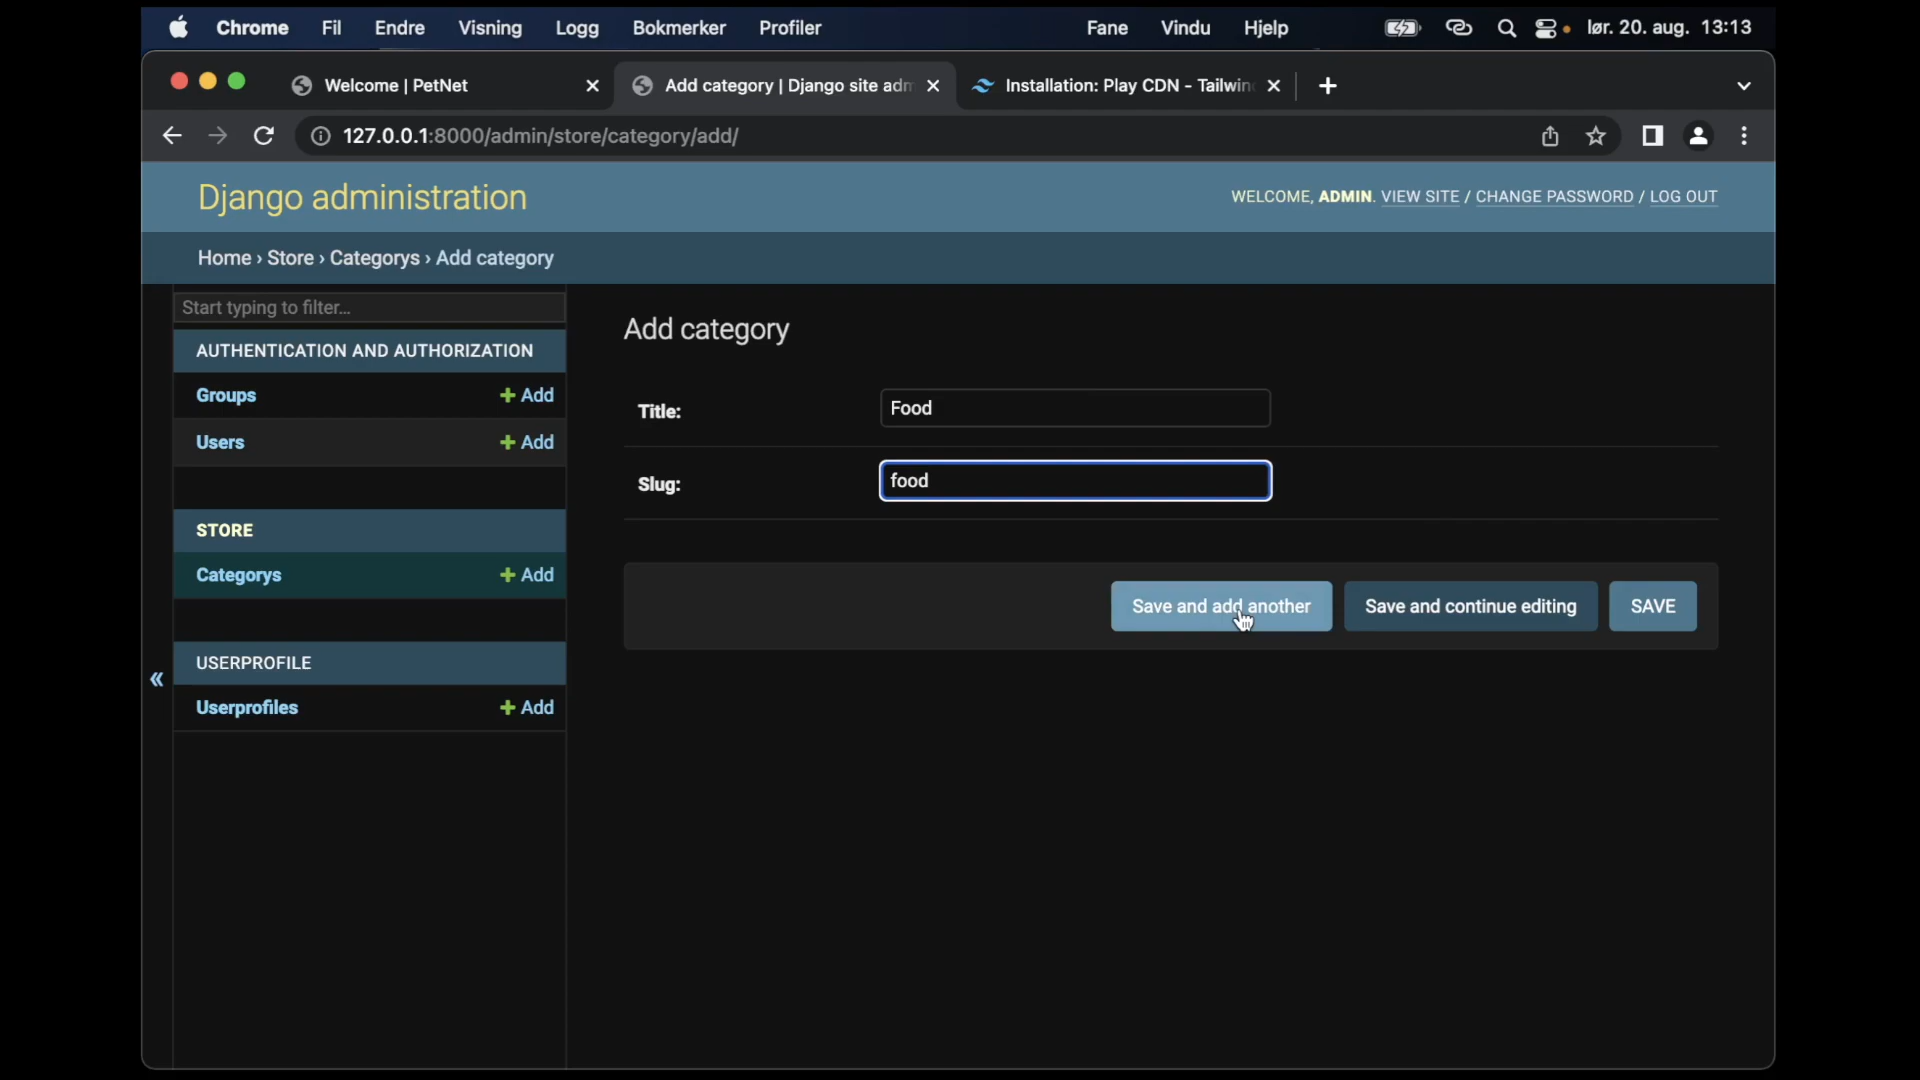 Chrome Fil Endre Visning Logg Bokmerker Profiler Fane Vindu Hjelp lør. 20. aug. 13:13
Welcome | PetNet Add category | Django site adm Installation: Play CDN - Tailwin
127.0.0.1:8000/admin/store/category/add/
Django administration
WELCOME, ADMIN. VIEW SITE / CHANGE PASSWORD / LOG OUT
Home › Store › Categorys › Add category
Start typing to filter...
AUTHENTICATION AND AUTHORIZATION
Groups + Add
Users + Add
STORE
Categorys + Add
USERPROFILE
«
Userprofiles + Add
Add category
Title: Food
Slug: food
Save and add another Save and continue editing SAVE